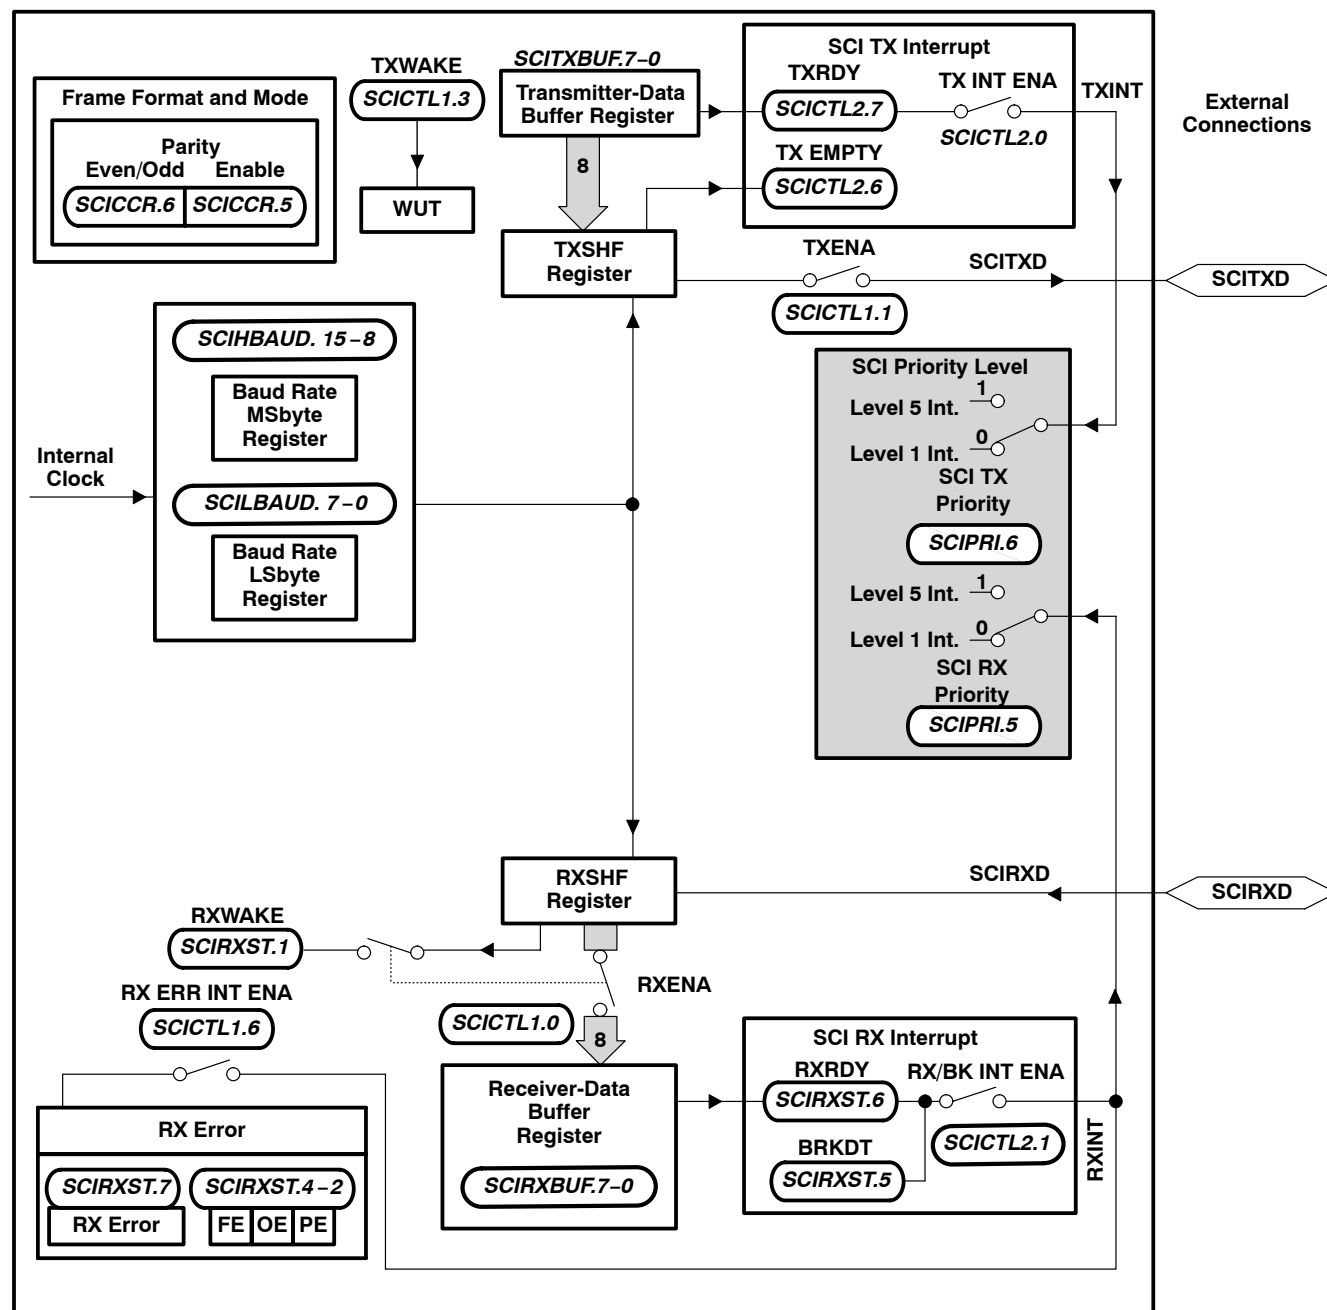 Frame Format and Mode
Parity
Even/Odd Enable
SCICCR.6 SCICCR.5
TXWAKE
SCICTL1.3
WUT
SCITXBUF.7–0
Transmitter-Data
Buffer Register
8
TXSHF
Register
SCI TX Interrupt
TXRDY
SCICTL2.7
TX INT ENA
SCICTL2.0
TX EMPTY
SCICTL2.6
TXINT
External
Connections
TXENA
SCICTL1.1
SCITXD
SCITXD
SCIHBAUD. 15–8
Baud Rate
MSbyte
Register
Internal
Clock
SCILBAUD. 7–0
Baud Rate
LSbyte
Register
SCI Priority Level
1
Level 5 Int.
0
Level 1 Int.
SCI TX
Priority
SCIPRI.6
1
Level 5 Int.
0
Level 1 Int.
SCI RX
Priority
SCIPRI.5
RXSHF
Register
SCIRXD
SCIRXD
RXWAKE
SCIRXST.1
RXENA
SCICTL1.0
8
RX ERR INT ENA
SCICTL1.6
RX Error
SCIRXST.7
SCIRXST.4–2
RX Error
FE OE PE
Receiver-Data
Buffer
Register
SCIRXBUF.7–0
SCI RX Interrupt
RXRDY
SCIRXST.6
RX/BK INT ENA
SCICTL2.1
BRKDT
SCIRXST.5
RXINT